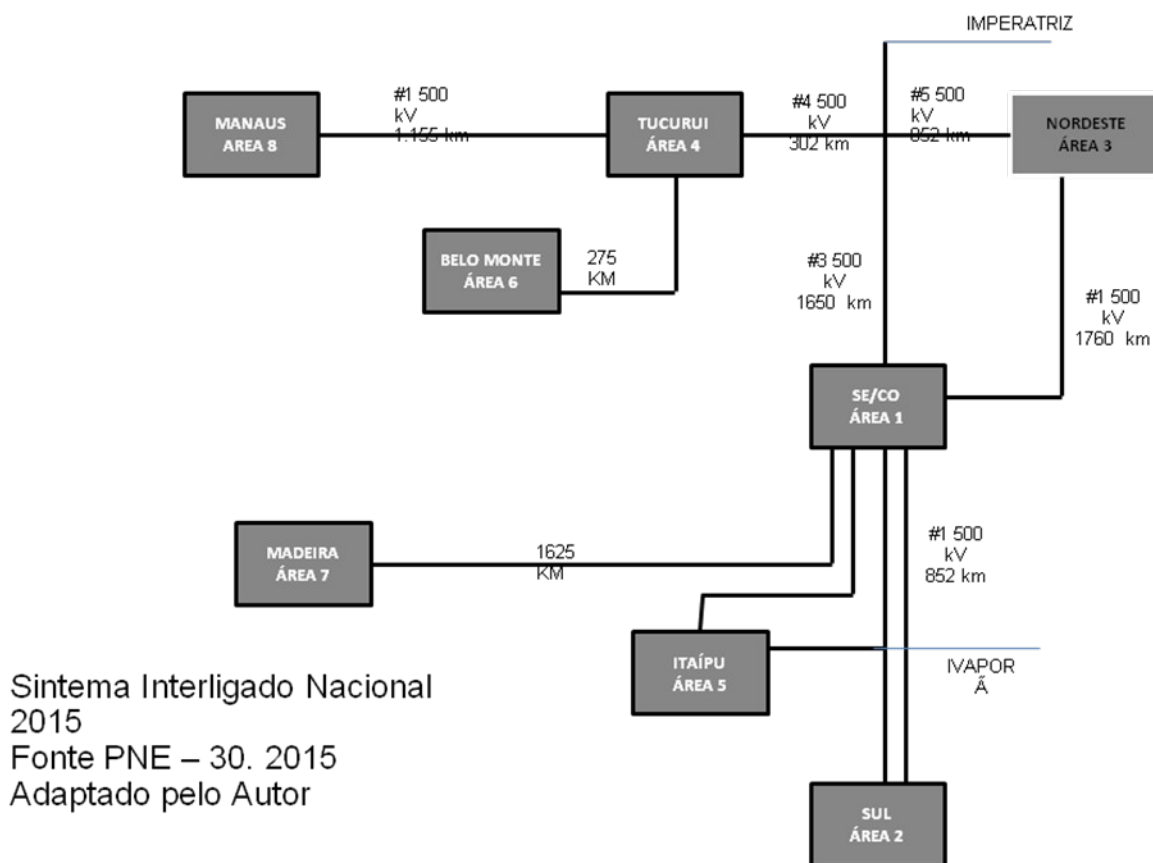 IMPERATRIZ
#1 500
kV
1.155 km
#4 500
kV
302 km
#5 500
kV
852 km
MANAUS
AREA 8
TUCURUI
ÁREA 4
NORDESTE
ÁREA 3
BELO MONTE
ÁREA 6
275
KM
#3 500
kV
1650 km
#1 500
kV
1760 km
SE/CO
ÁREA 1
MADEIRA
ÁREA 7
1625
KM
#1 500
kV
852 km
ITAÍPU
ÁREA 5
IVAPOR
Ã
Sintema Interligado Nacional
2015
Fonte PNE – 30. 2015
Adaptado pelo Autor
SUL
ÁREA 2